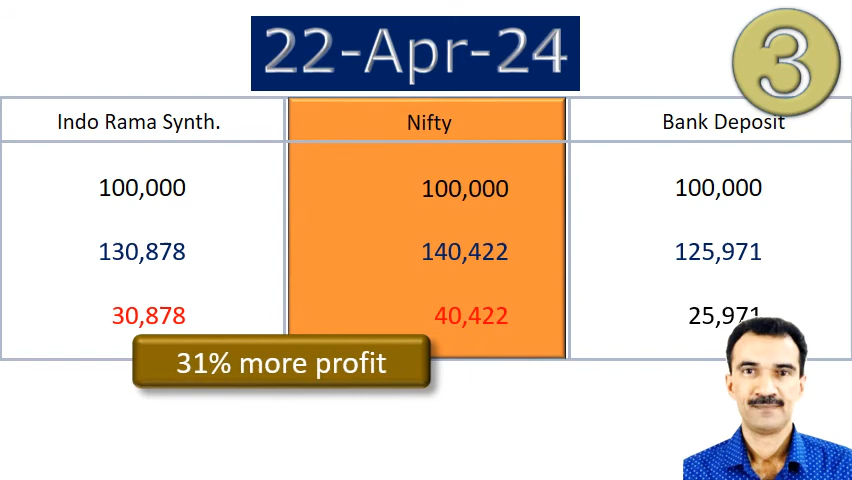 22-Apr-24
3
Indo Rama Synth. Nifty Bank Deposit
100,000 100,000 100,000
130,878 140,422 125,971
30,878 40,422 25,971
31% more profit